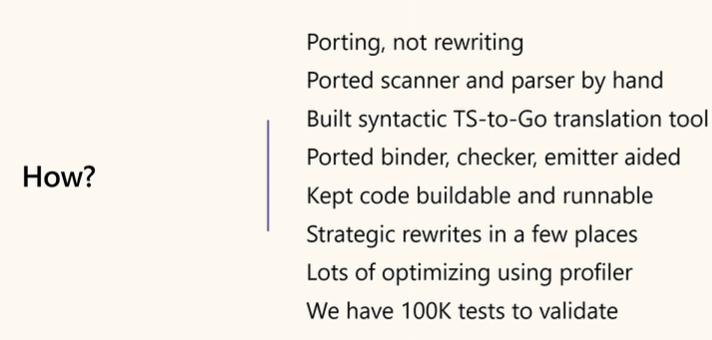 How?
Porting, not rewriting
Ported scanner and parser by hand
Built syntactic TS-to-Go translation tool
Ported binder, checker, emitter aided
Kept code buildable and runnable
Strategic rewrites in a few places
Lots of optimizing using profiler
We have 100K tests to validate